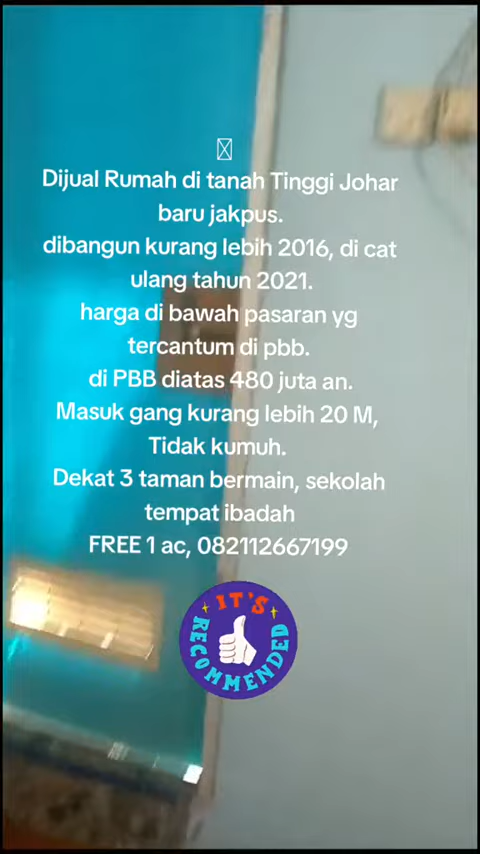 Dijual Rumah di tanah Tinggi Johar
baru jakpus.
dibangun kurang lebih 2016, di cat
ulang tahun 2021.
harga di bawah pasaran yg
tercantum di pbb.
di PBB diatas 480 juta an.
Masuk gang kurang lebih 20 M,
Tidak kumuh.
Dekat 3 taman bermain, sekolah
tempat ibadah
FREE 1 ac, 082112667199
IT'S
RECOMMENDED